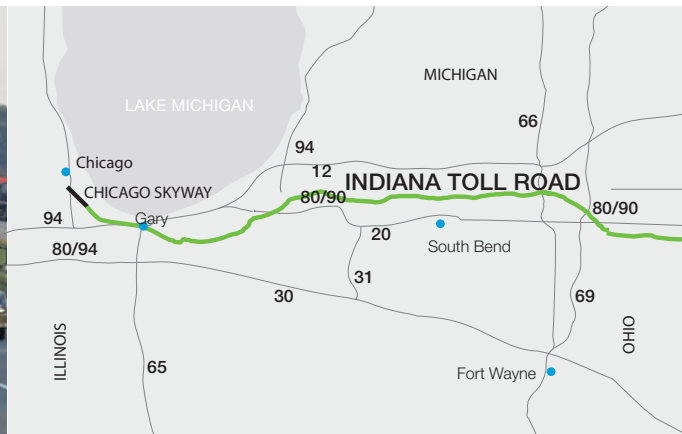 MICHIGAN
LAKE MICHIGAN
66
94
Chicago
12
INDIANA TOLL ROAD
CHICAGO SKYWAY
80/90
80/90
94
Gary
20
South Bend
80/94
31
30
69
ILLINOIS
OHIO
65
Fort Wayne